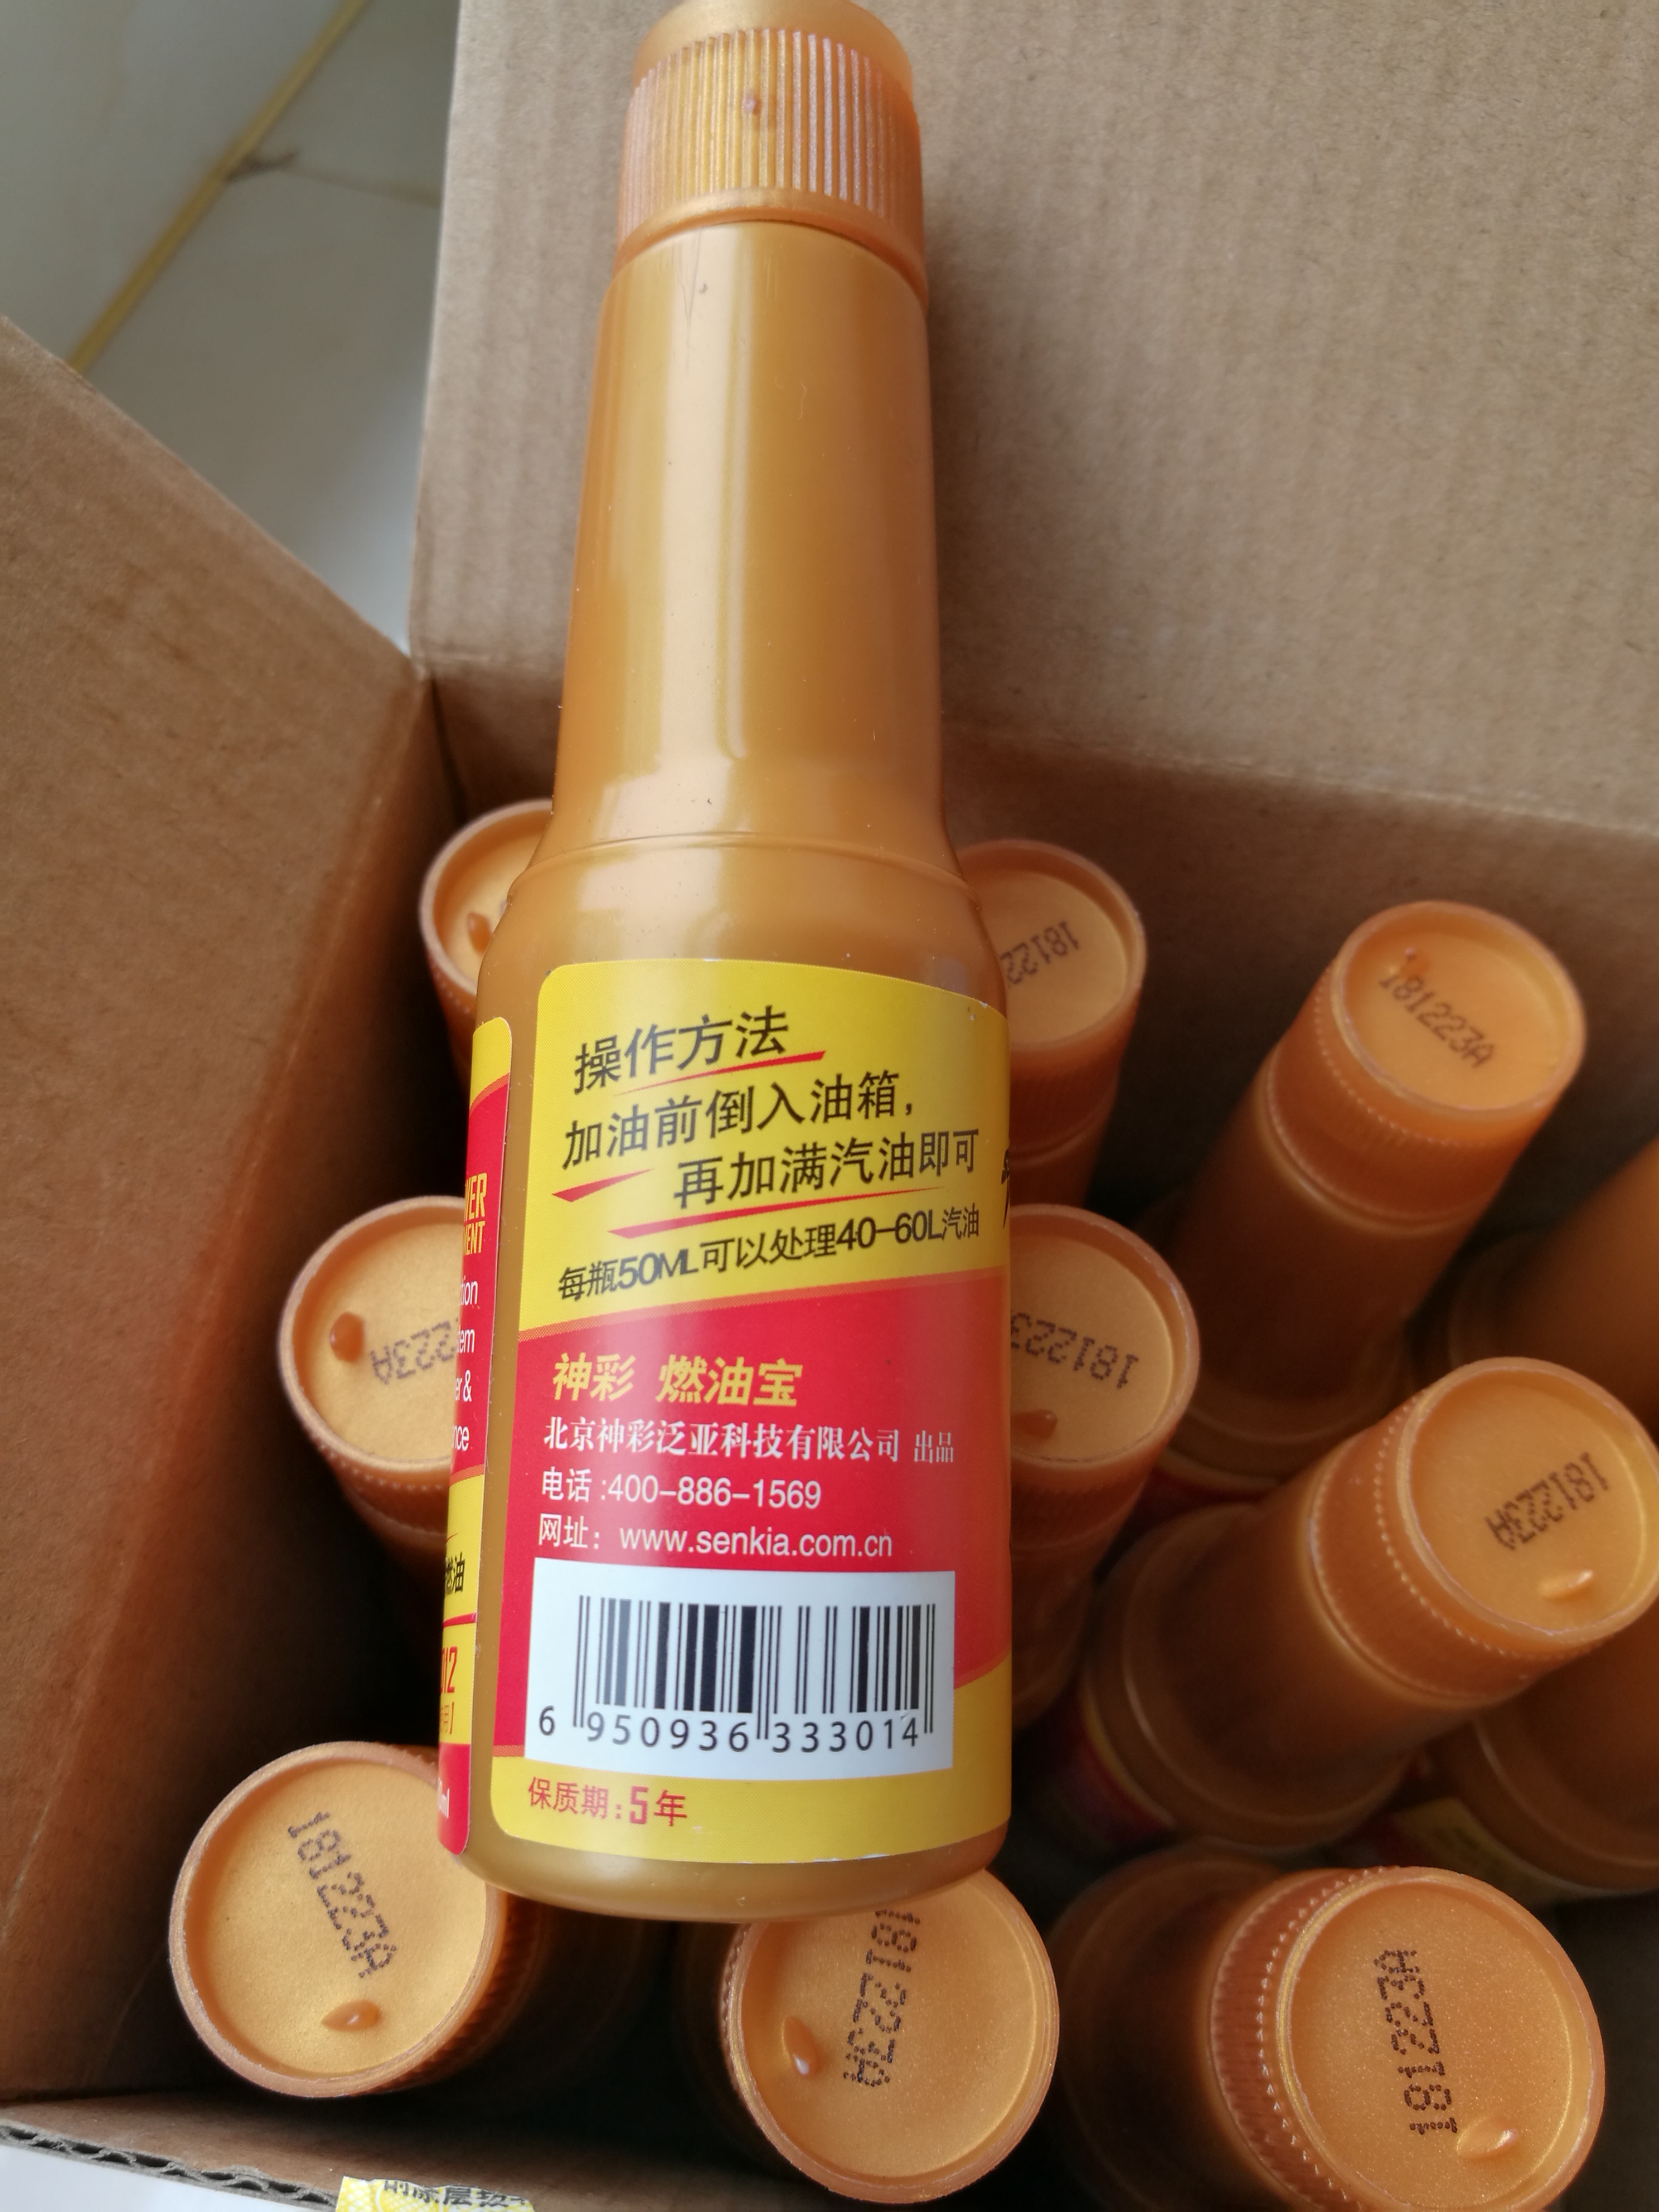 操作方法
加油前倒入油箱，
再加满汽油即可
每瓶50ML可以处理40-60L汽油
神彩 燃油宝
北京神彩泛亚科技有限公司 出品
电话:400-886-1569
网址：www.senkia.com.cn
6 950936 333014
保质期:5年
18122
181223A
181223
181223A
223A
181223A
181223A
181223A